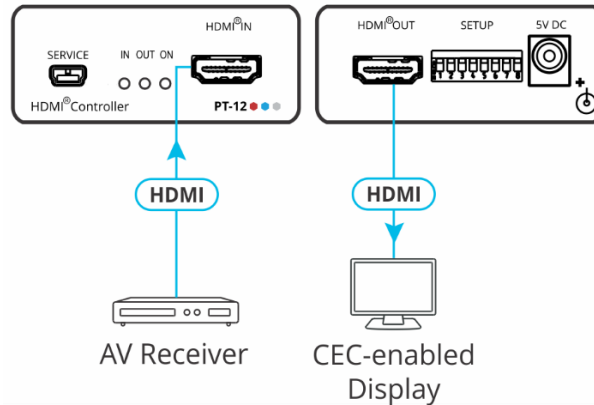 HDMI®IN
SERVICE
IN OUT ON
HDMI®Controller
PT-12
HDMI®OUT
SETUP
5V DC
1 2 3 4 5 6 7 8
+
HDMI
HDMI
AV Receiver
CEC-enabled
Display